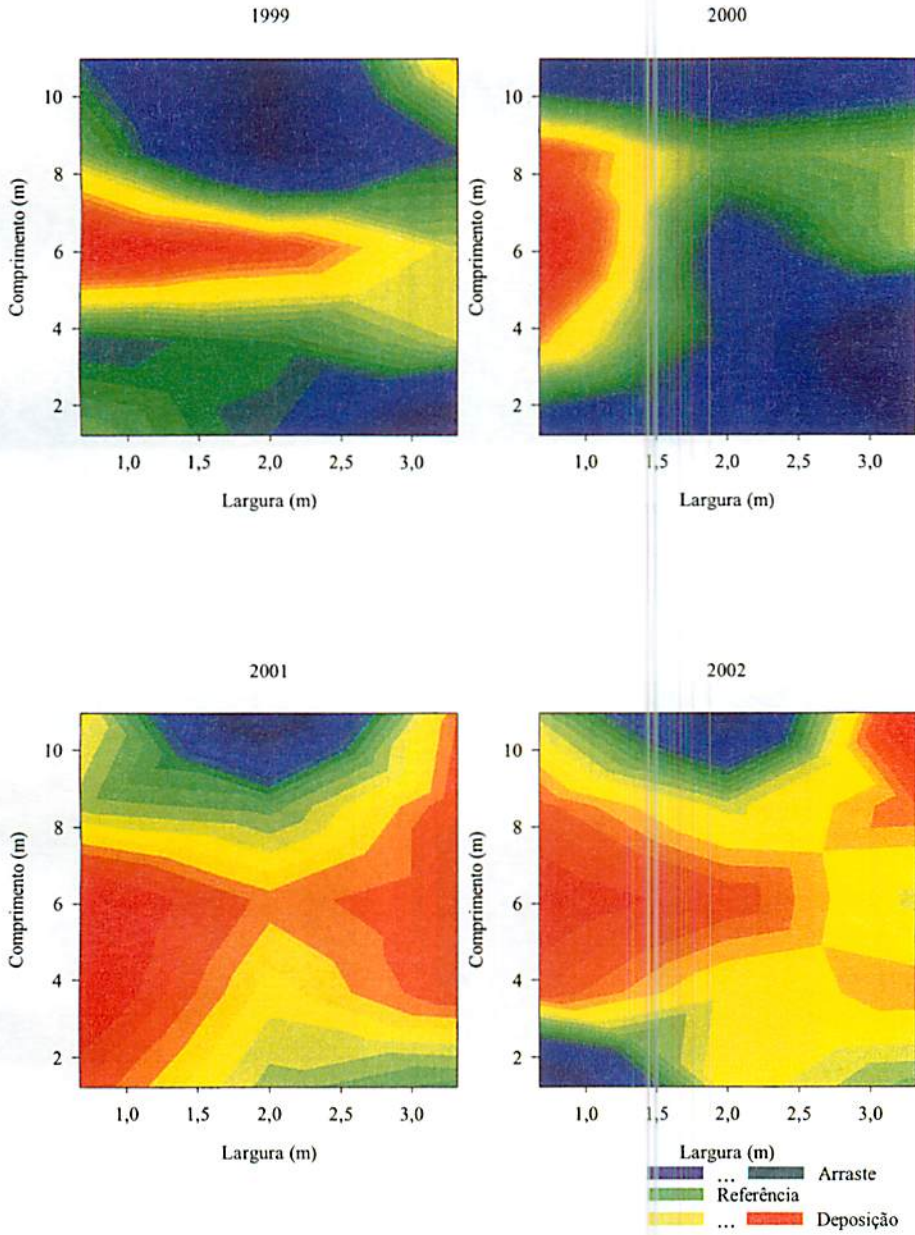 1999
2000
Comprimento (m)
10
8
6
4
2
1,0 1,5 2,0 2,5 3,0
Largura (m)
Comprimento (m)
10
8
6
4
2
1,0 1,5 2,0 2,5 3,0
Largura (m)
2001
2002
Comprimento (m)
10
8
6
4
2
1,0 1,5 2,0 2,5 3,0
Largura (m)
Comprimento (m)
10
8
6
4
2
1,0 1,5 2,0 2,5 3,0
Largura (m)
... Arraste
Referência
... Deposição